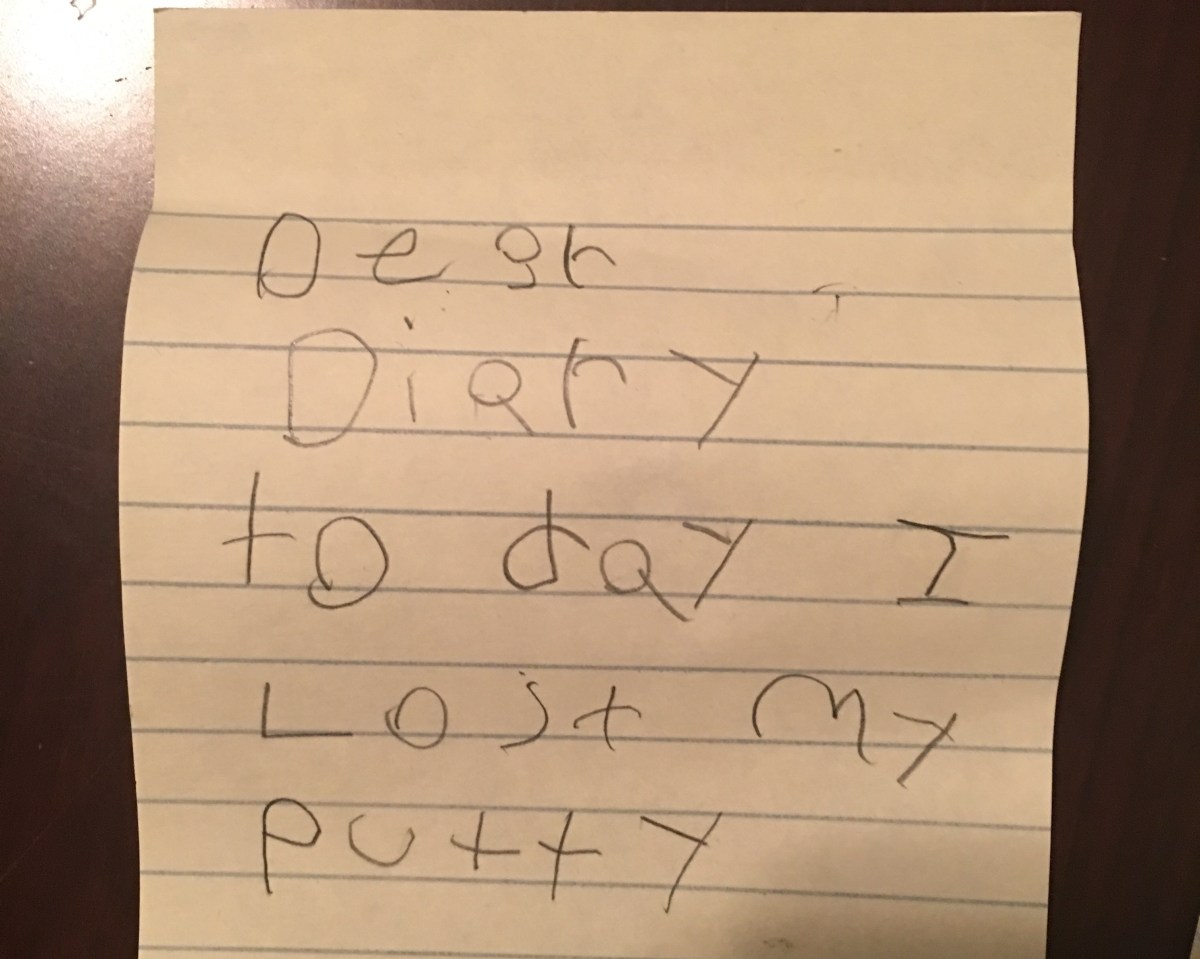 Dear
Diary
to day I
Lost my
Putty